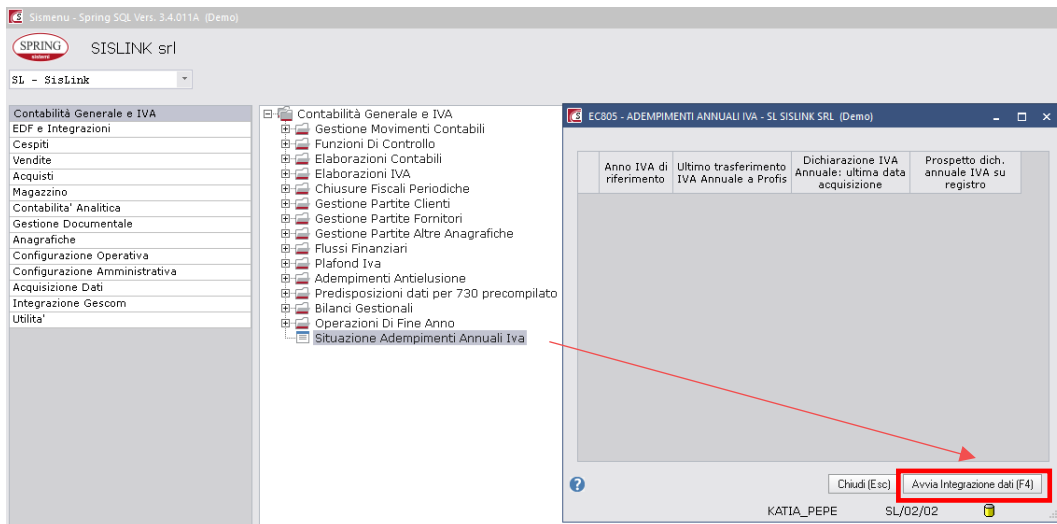 Sismenu - Spring SQL Vers. 3.4.011A (Demo)
SPRING
sistemi
SISLINK srl
SL - SisLink
Contabilità Generale e IVA
EDF e Integrazioni
Cespiti
Vendite
Acquisti
Magazzino
Contabilita' Analitica
Gestione Documentale
Anagrafiche
Configurazione Operativa
Configurazione Amministrativa
Acquisizione Dati
Integrazione Gescom
Utilita'
Contabilità Generale e IVA
Gestione Movimenti Contabili
Funzioni Di Controllo
Elaborazioni Contabili
Elaborazioni IVA
Chiusure Fiscali Periodiche
Gestione Partite Clienti
Gestione Partite Fornitori
Gestione Partite Altre Anagrafiche
Flussi Finanziari
Plafond Iva
Adempimenti Antielusione
Predisposizioni dati per 730 precompilato
Bilanci Gestionali
Operazioni Di Fine Anno
Situazione Adempimenti Annuali Iva
EC805 - ADEMPIMENTI ANNUALI IVA - SL SISLINK SRL (Demo)
Anno IVA di
riferimento
Ultimo trasferimento
IVA Annuale a Profis
Dichiarazione IVA
Annuale: ultima data
acquisizione
Prospetto dich.
annuale IVA su
registro
Chiudi (Esc)
Avvia Integrazione dati (F4)
KATIA_PEPE
SL/02/02